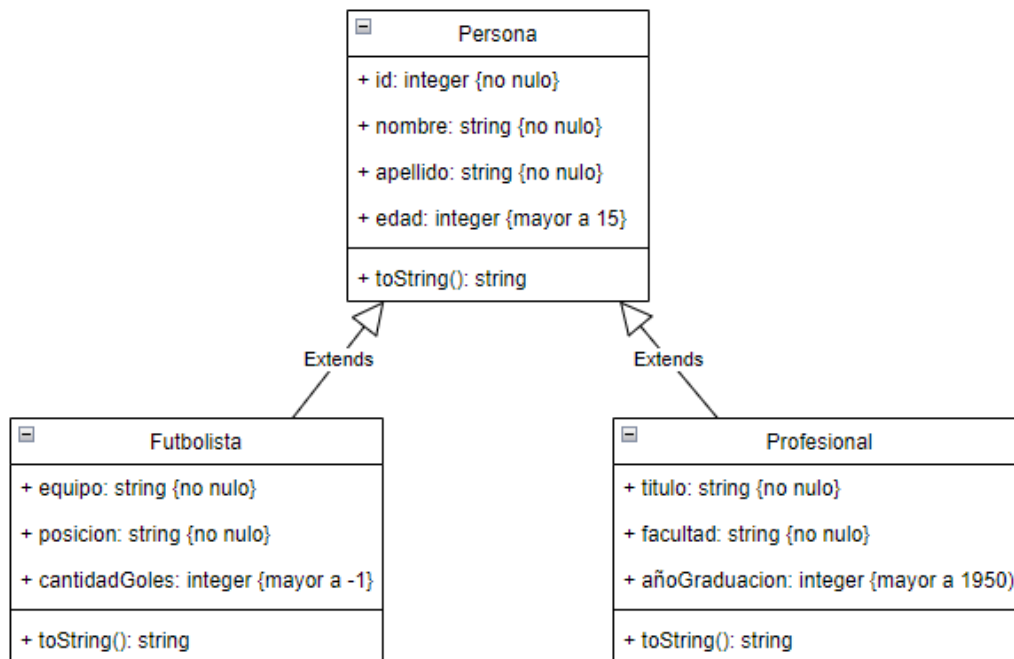 Persona
+ id: integer {no nulo}
+ nombre: string {no nulo}
+ apellido: string {no nulo}
+ edad: integer {mayor a 15}
+ toString(): string
Extends
Extends
Futbolista
+ equipo: string {no nulo}
+ posicion: string {no nulo}
+ cantidadGoles: integer {mayor a -1}
+ toString(): string
Profesional
+ titulo: string {no nulo}
+ facultad: string {no nulo}
+ añoGraduacion: integer {mayor a 1950)
+ toString(): string